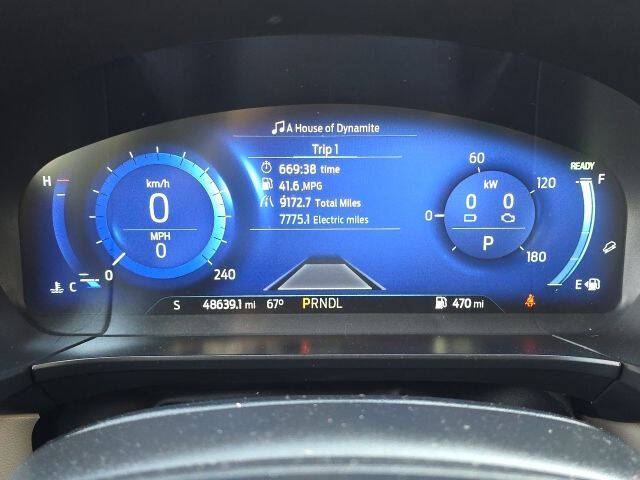 A House of Dynamite
Trip 1
669:38 time
41.6 MPG
9172.7 Total Miles
7775.1 Electric miles
H
C
km/h
0
MPH
0
0
240
60
120
0
180
kW
0 0
P
READY
F
E
S 48639.1 mi 67º PRNDL 470 mi